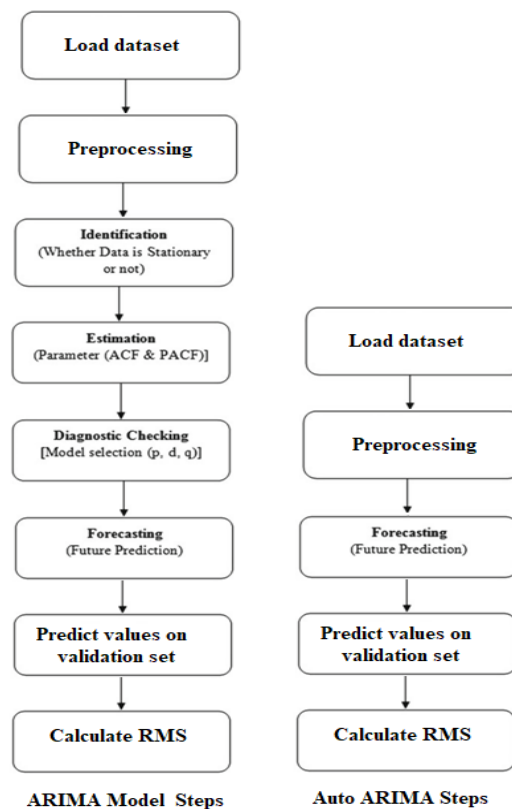 Load dataset
Preprocessing
Identification
(Whether Data is Stationary
or not)
Estimation
(Parameter (ACF & PACF)]
Diagnostic Checking
[Model selection (p, d, q)]
Forecasting
(Future Prediction)
Predict values on
validation set
Calculate RMS
ARIMA Model Steps
Load dataset
Preprocessing
Forecasting
(Future Prediction)
Predict values on
validation set
Calculate RMS
Auto ARIMA Steps